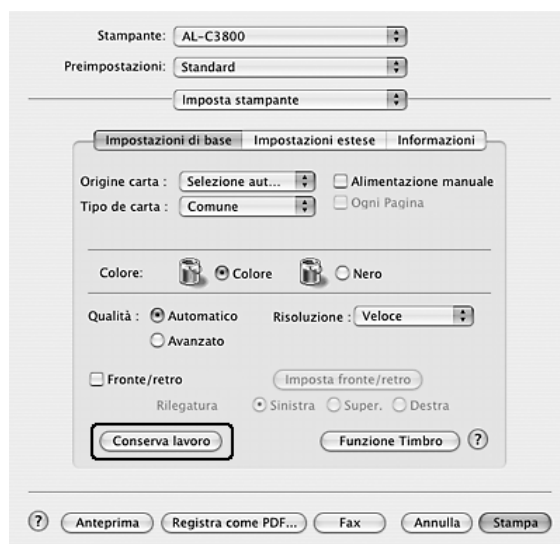 Stampante: AL-C3800
Preimpostazioni: Standard
Imposta stampante
Impostazioni di base Impostazioni estese Informazioni
Origine carta : Selezione aut... Alimentazione manuale
Tipo de carta : Comune Ogni Pagina
Colore: Colore Nero
Qualità : Automatico Risoluzione : Veloce
Avanzato
Fronte/retro Imposta fronte/retro
Rilegatura Sinistra Super. Destra
Conserva lavoro Funzione Timbro ?
? Anteprima Registra come PDF... Fax Annulla Stampa